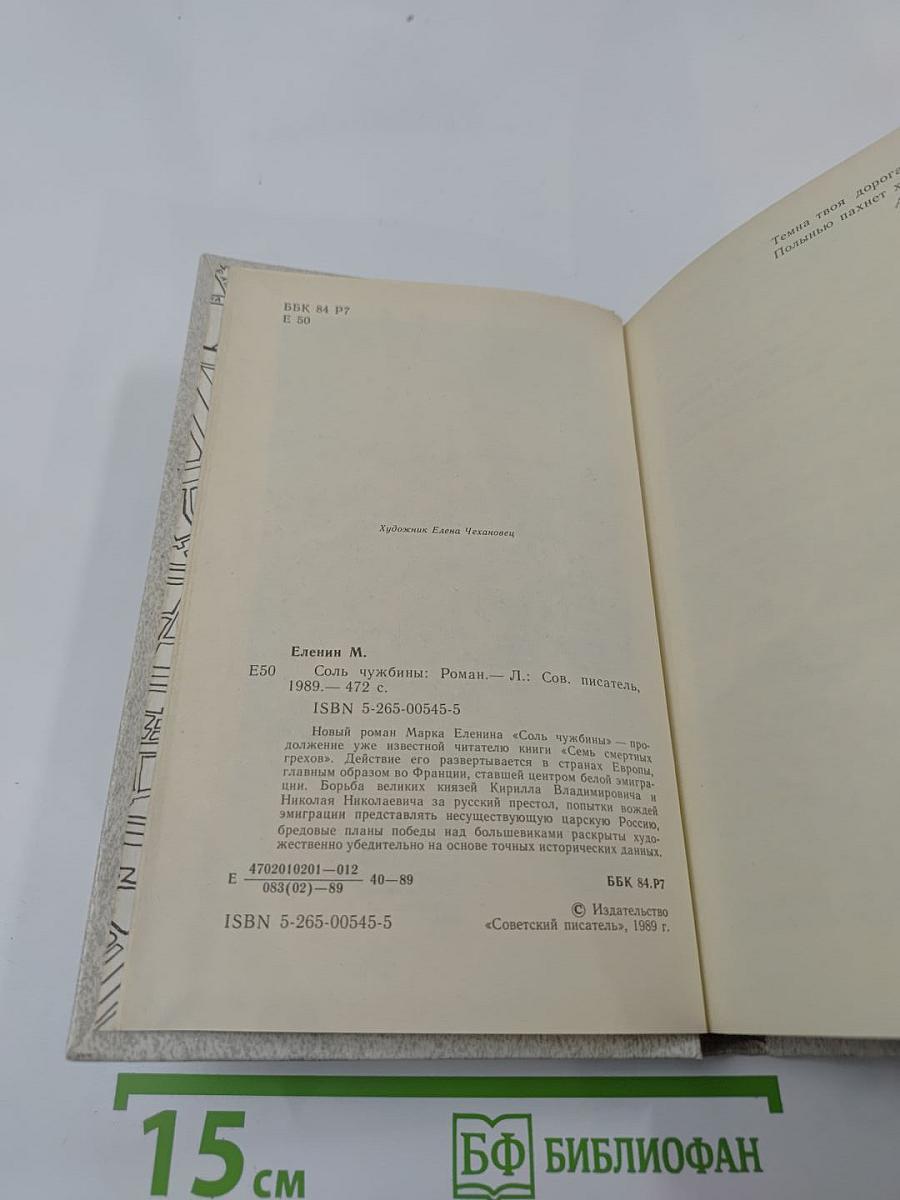 ББК 84 Р7
Е 50
Художник Елена Чехановец
Еленин М.
Е50 Соль чужбины: Роман.— Л.: Сов. писатель,
1989.— 472 с.
ISBN 5-265-00545-5
Новый роман Марка Еленина «Соль чужбины» — про-
должение уже известной читателю книги «Семь смертных
грехов». Действие его развертывается в странах Европы,
главным образом во Франции, ставшей центром белой эмигра-
ции. Борьба великих князей Кирилла Владимировича и
Николая Николаевича за русский престол, попытки вождей
эмиграции представлять несуществующую царскую Россию,
бредовые планы победы над большевиками раскрыты худо-
жественно убедительно на основе точных исторических данных.
Е 4702010201—012
083(02)—89 40—89
ББК 84.Р7
ISBN 5-265-00545-5
© Издательство
«Советский писатель», 1989 г.
Темна твоя дорога
Полынью пахнет
15 см
БФ БИБЛИОФАН